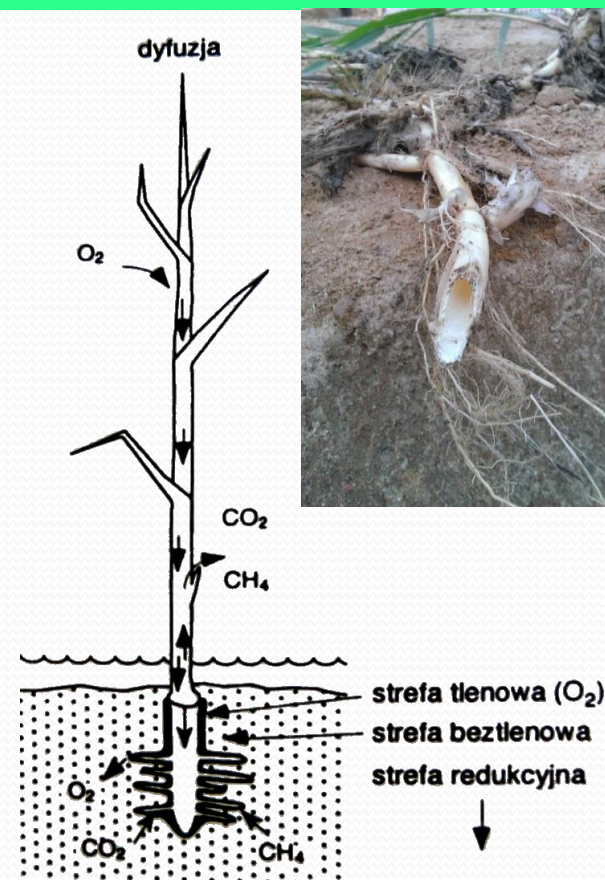 dyfuzja
O₂
CO₂
CH₄
strefa tlenowa (O₂)
strefa beztlenowa
strefa redukcyjna
O₂
CO₂
CH₄